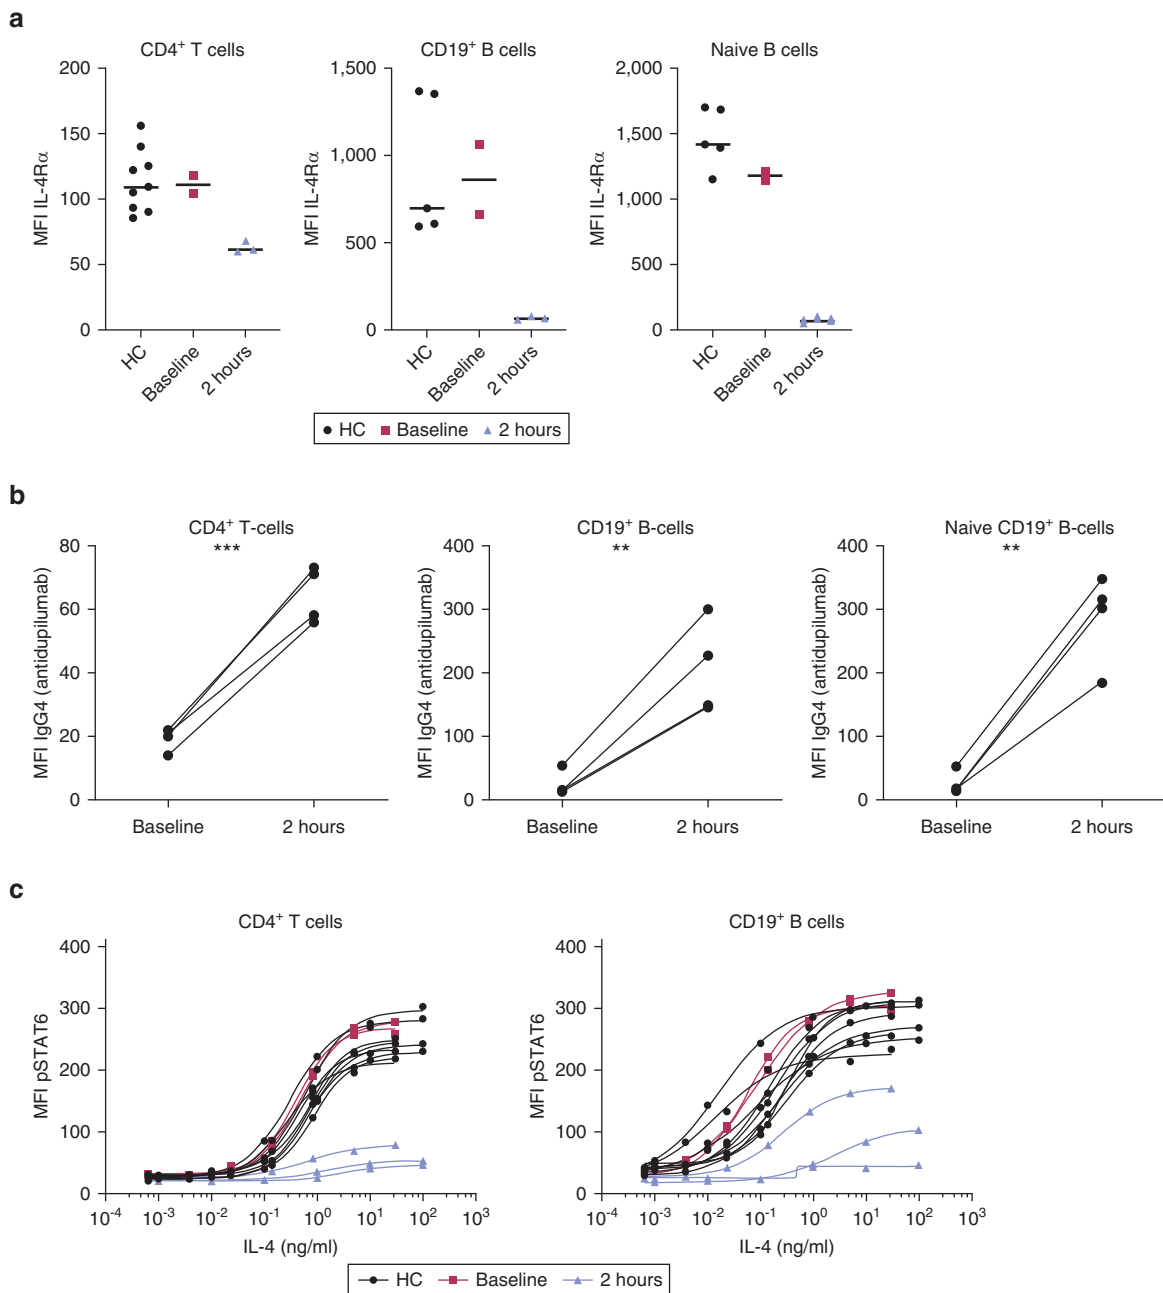 a
CD4+ T cells
CD19+ B cells
Naive B cells
MFI IL-4Rα
200
150
100
50
0
HC
Baseline
2 hours
MFI IL-4Rα
1,500
1,000
500
0
HC
Baseline
2 hours
MFI IL-4Rα
2,000
1,500
1,000
500
0
HC
Baseline
2 hours
HC Baseline 2 hours
b
CD4+ T-cells
***
MFI IgG4 (antidupilumab)
80
60
40
20
0
Baseline 2 hours
CD19+ B-cells
**
MFI IgG4 (antidupilumab)
400
300
200
100
0
Baseline 2 hours
Naive CD19+ B-cells
**
MFI IgG4 (antidupilumab)
400
300
200
100
0
Baseline 2 hours
c
CD4+ T cells
MFI pSTAT6
400
300
200
100
0
10-4 10-3 10-2 10-1 100 101 102 103
IL-4 (ng/ml)
CD19+ B cells
MFI pSTAT6
400
300
200
100
0
10-4 10-3 10-2 10-1 100 101 102 103
IL-4 (ng/ml)
HC Baseline 2 hours